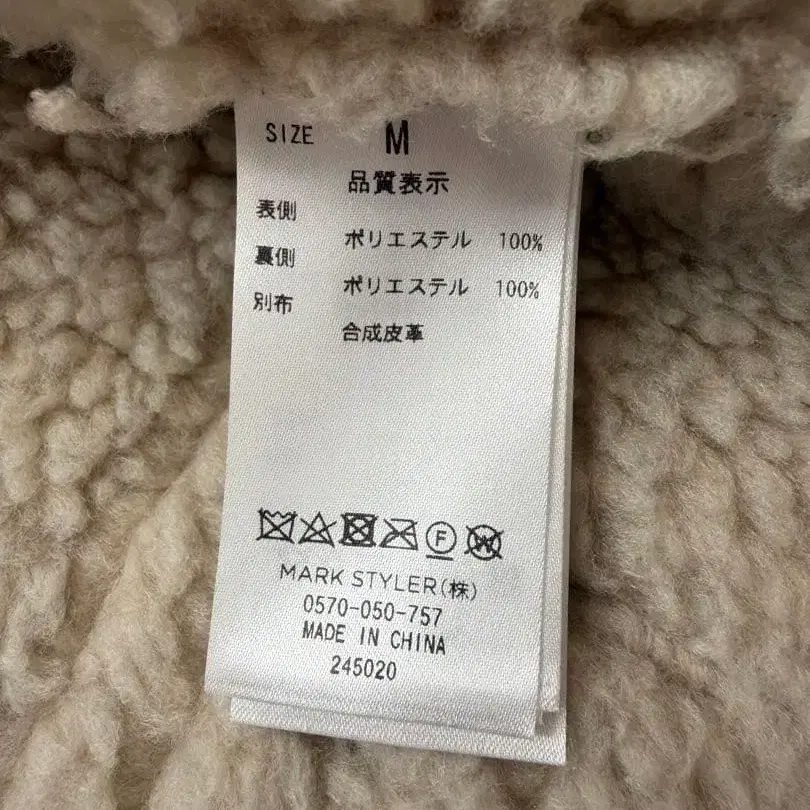 SIZE M
品質表示
表側 ポリエステル 100%
裏側 ポリエステル 100%
別布 合成皮革
F W
MARK STYLER(株)
0570-050-757
MADE IN CHINA
245020